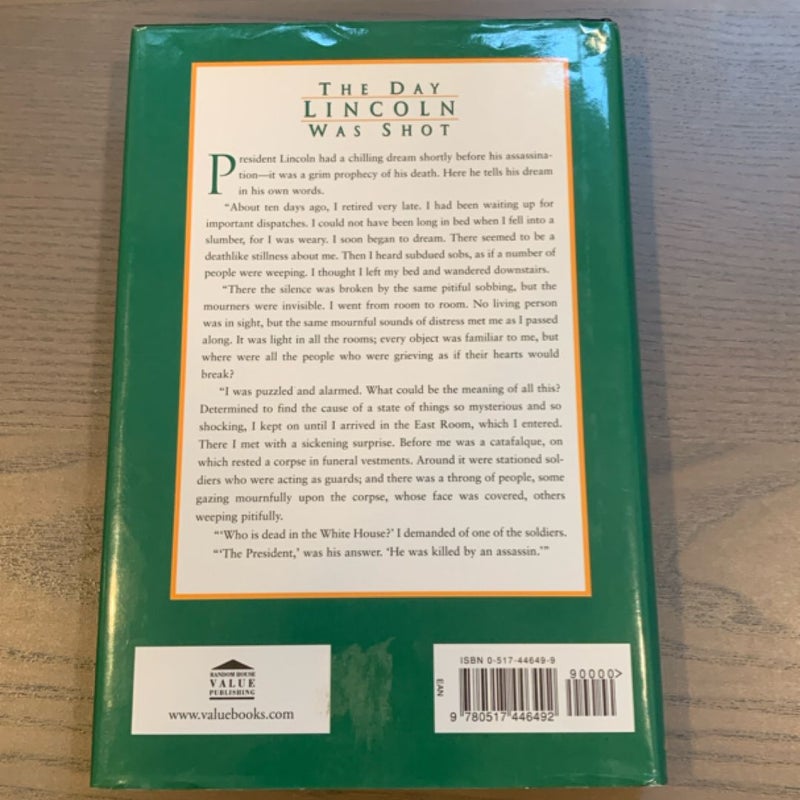 THE DAY
LINCOLN
WAS SHOT
President Lincoln had a chilling dream shortly before his assassina-
tion—it was a grim prophecy of his death. Here he tells his dream
in his own words.
“About ten days ago, I retired very late. I had been waiting up for
important dispatches. I could not have been long in bed when I fell into a
slumber, for I was weary. I soon began to dream. There seemed to be a
deathlike stillness about me. Then I heard subdued sobs, as if a number of
people were weeping. I thought I left my bed and wandered downstairs.
“There the silence was broken by the same pitiful sobbing, but the
mourners were invisible. I went from room to room. No living person
was in sight, but the same mournful sounds of distress met me as I passed
along. It was light in all the rooms; every object was familiar to me, but
where were all the people who were grieving as if their hearts would
break?
“I was puzzled and alarmed. What could be the meaning of all this?
Determined to find the cause of a state of things so mysterious and so
shocking, I kept on until I arrived in the East Room, which I entered.
There I met with a sickening surprise. Before me was a catafalque, on
which rested a corpse in funeral vestments. Around it were stationed sol-
diers who were acting as guards; and there was a throng of people, some
gazing mournfully upon the corpse, whose face was covered, others
weeping pitifully.
“‘Who is dead in the White House?’ I demanded of one of the soldiers.
“‘The President,’ was his answer. ‘He was killed by an assassin.’”
RANDOM HOUSE
VALUE
PUBLISHING
www.valuebooks.com
ISBN 0-517-44649-9
90000>
EAN
9 780517 446492